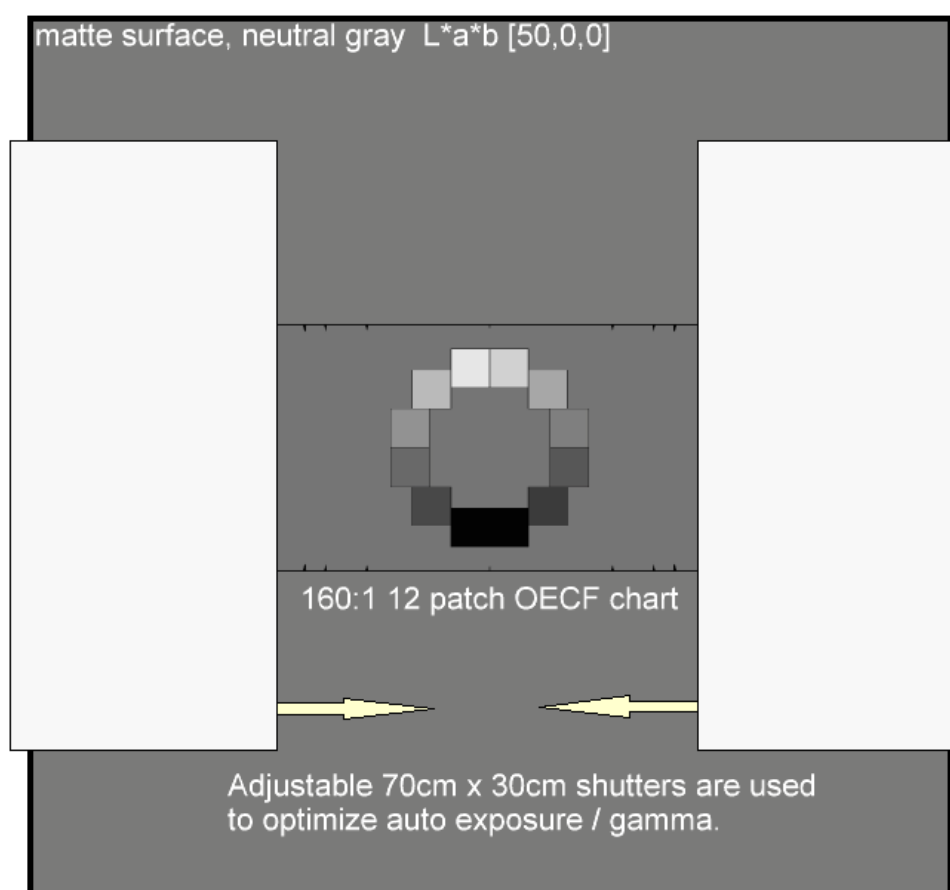 matte surface, neutral gray  L*a*b [50,0,0]
160:1 12 patch OECF chart
Adjustable 70cm x 30cm shutters are used
to optimize auto exposure / gamma.